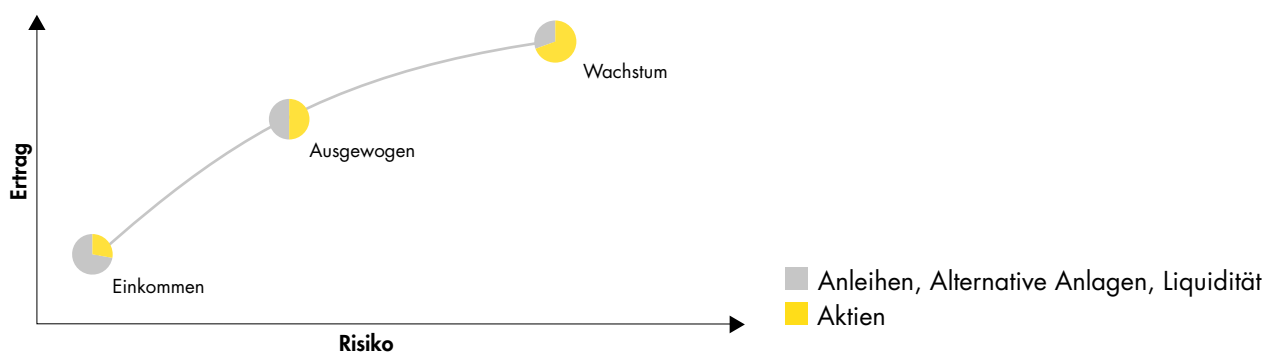 Wachstum
Ausgewogen
Ertrag
Einkommen
Anleihen, Alternative Anlagen, Liquidität
Aktien
Risiko